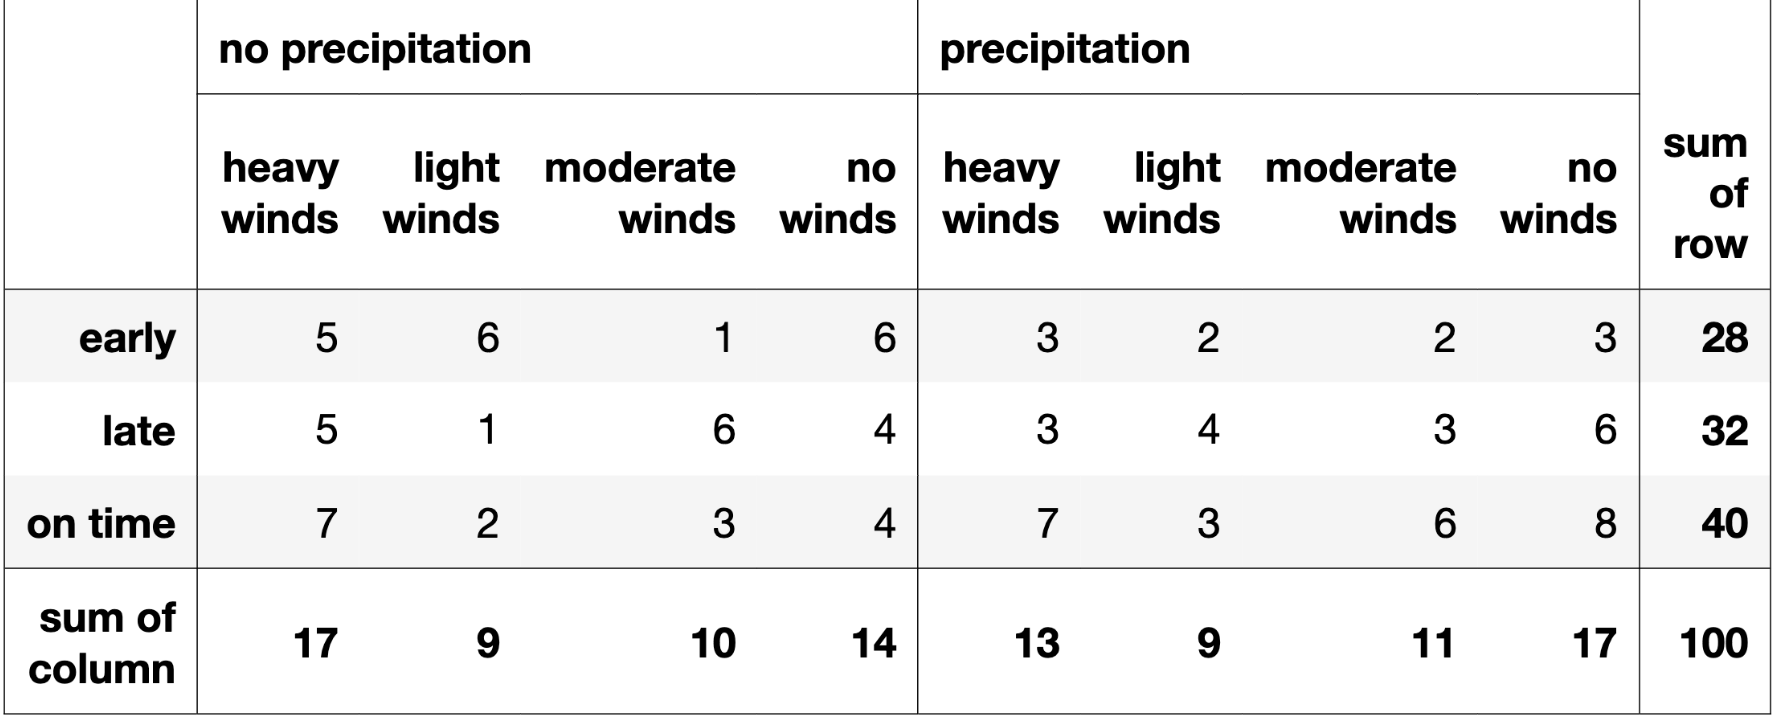 no precipitation precipitation
heavy winds light winds moderate winds no winds heavy winds light winds moderate winds no winds sum of row
early 5 6 1 6 3 2 2 3 28
late 5 1 6 4 3 4 3 6 32
on time 7 2 3 4 7 3 6 8 40
sum of column 17 9 10 14 13 9 11 17 100